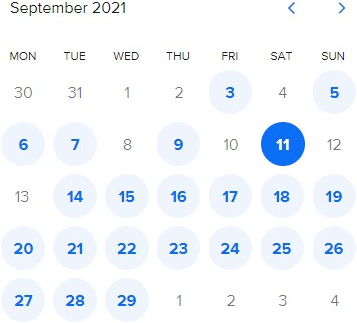 September 2021
MON TUE WED THU FRI SAT SUN
30 31 1 2 3 4 5
6 7 8 9 10 11 12
13 14 15 16 17 18 19
20 21 22 23 24 25 26
27 28 29 1 2 3 4